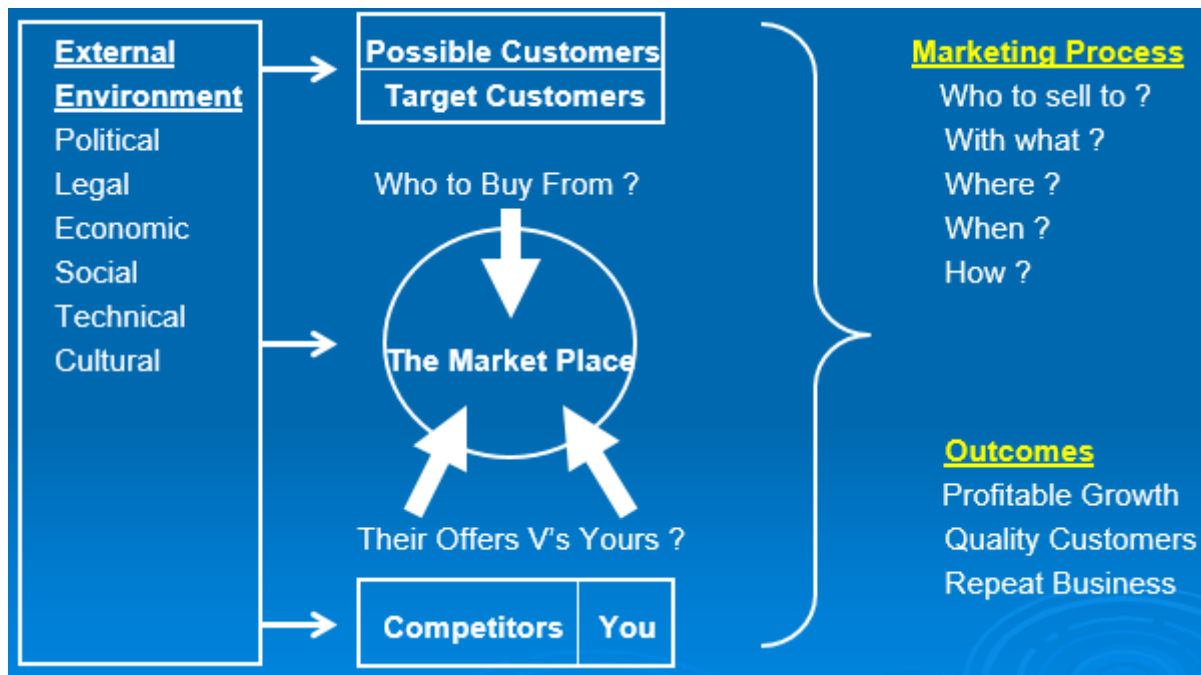 External
Environment
Political
Legal
Economic
Social
Technical
Cultural
Possible Customers
Target Customers
Who to Buy From ?
The Market Place
Their Offers V's Yours ?
Competitors
You
Marketing Process
Who to sell to ?
With what ?
Where ?
When ?
How ?
Outcomes
Profitable Growth
Quality Customers
Repeat Business